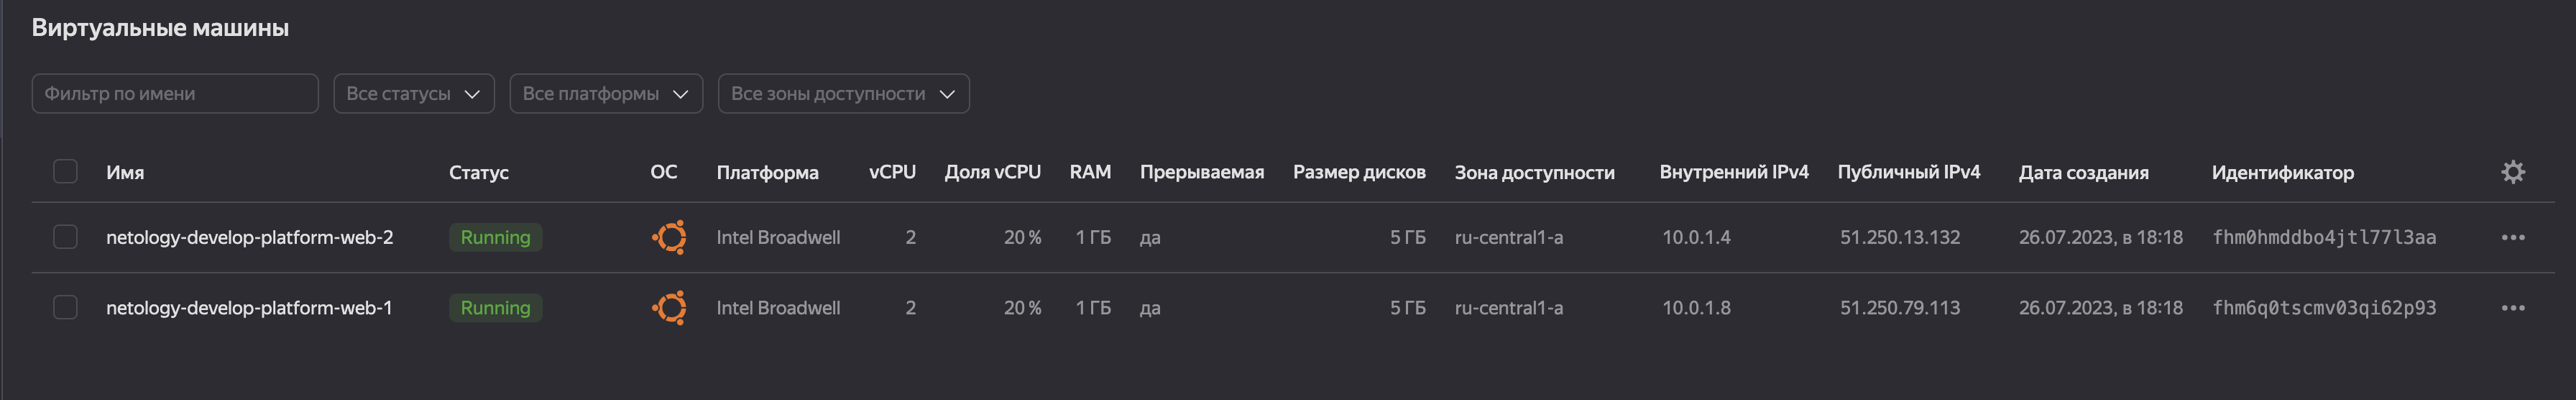 Виртуальные машины
Фильтр по имени Все статусы Все платформы Все зоны доступности
Имя Статус ОС Платформа vCPU Доля vCPU RAM Прерываемая Размер дисков Зона доступности Внутренний IPv4 Публичный IPv4 Дата создания Идентификатор
netology-develop-platform-web-2 Running Intel Broadwell 2 20 % 1 ГБ да 5 ГБ ru-central1-a 10.0.1.4 51.250.13.132 26.07.2023, в 18:18 fhm0hmddbo4jtl77l3aa
netology-develop-platform-web-1 Running Intel Broadwell 2 20 % 1 ГБ да 5 ГБ ru-central1-a 10.0.1.8 51.250.79.113 26.07.2023, в 18:18 fhm6q0tscmv03qi62p93